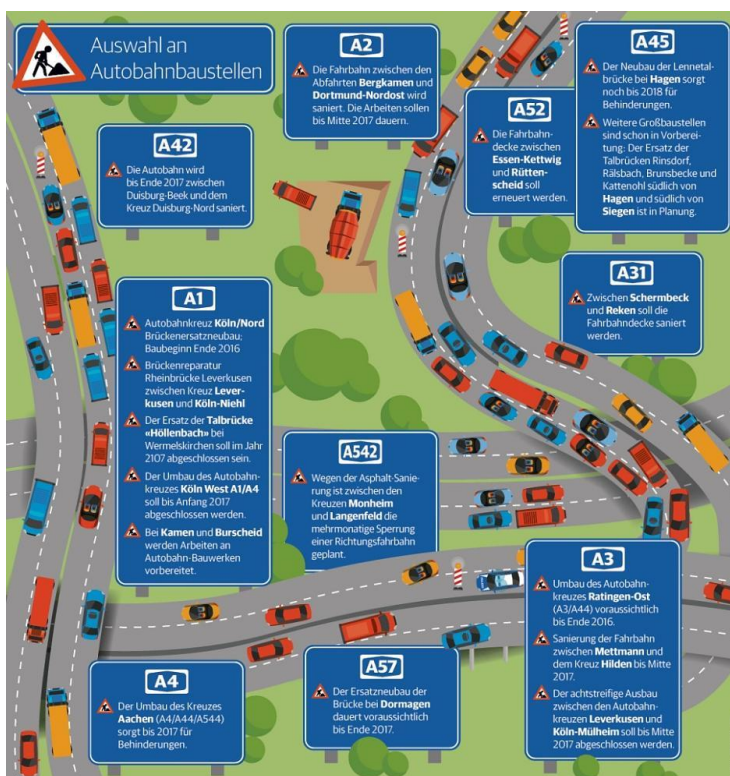 Auswahl an
Autobahnbaustellen
A2
Die Fahrbahn zwischen den
Abfahrten Bergkamen und
Dortmund-Nordost wird
saniert. Die Arbeiten sollen
bis Mitte 2017 dauern.
A45
Der Neubau der Lennetal-
brücke bei Hagen sorgt
noch bis 2018 für
Behinderungen.
Weitere Großbaustellen
sind schon in Vorberei-
tung: Der Ersatz der
Talbrücken Rinsdorf,
Rälsbach, Brunsbecke und
Kattenohl südlich von
Hagen und südlich von
Siegen ist in Planung.
A52
Die Fahrbahn-
decke zwischen
Essen-Kettwig
und Rütten-
scheid soll
erneuert werden.
A42
Die Autobahn wird
bis Ende 2017 zwischen
Duisburg-Beek und dem
Kreuz Duisburg-Nord saniert.
A31
Zwischen Schermbeck
und Reken soll die
Fahrbahndecke saniert
werden.
A1
Autobahnkreuz Köln/Nord
Brückenersatzneubau;
Baubeginn Ende 2016
Brückenreparatur
Rheinbrücke Leverkusen
zwischen Kreuz Lever-
kusen und Köln-Niehl
Der Ersatz der Talbrücke
«Höllenbach» bei
Wermelskirchen soll im Jahr
2107 abgeschlossen sein.
Der Umbau des Autobahn-
kreuzes Köln West A1/A4
soll bis Anfang 2017
abgeschlossen werden.
Bei Kamen und Burscheid
werden Arbeiten an
Autobahn-Bauwerken
vorbereitet.
A542
Wegen der Asphalt-Sanie-
rung ist zwischen den
Kreuzen Monheim
und Langenfeld die
mehrmonatige Sperrung
einer Richtungsfahrbahn
geplant.
A3
Umbau des Autobahn-
kreuzes Ratingen-Ost
(A3/A44) voraussichtlich
bis Ende 2016.
Sanierung der Fahrbahn
zwischen Mettmann und
dem Kreuz Hilden bis Mitte
2017.
Der achtstreifige Ausbau
zwischen den Autobahn-
kreuzen Leverkusen und
Köln-Mülheim soll bis Mitte
2017 abgeschlossen werden.
A4
Der Umbau des Kreuzes
Aachen (A4/A44/A544)
sorgt bis 2017 für
Behinderungen.
A57
Der Ersatzneubau der
Brücke bei Dormagen
dauert voraussichtlich
bis Ende 2017.